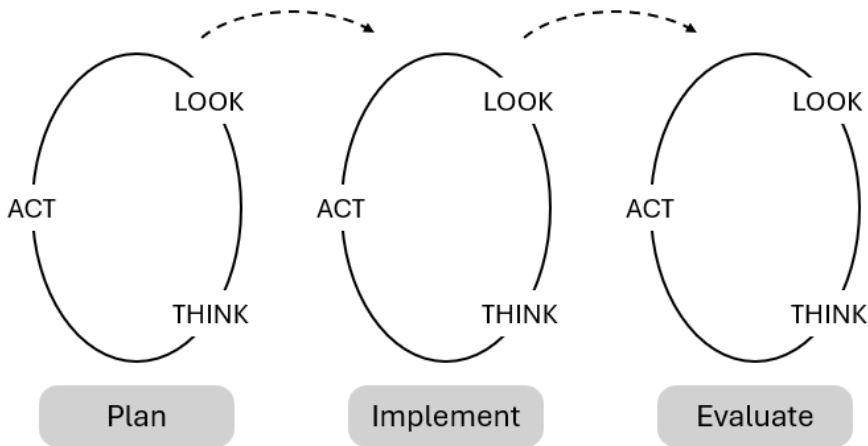 LOOK
ACT
THINK
Plan
LOOK
ACT
THINK
Implement
LOOK
ACT
THINK
Evaluate